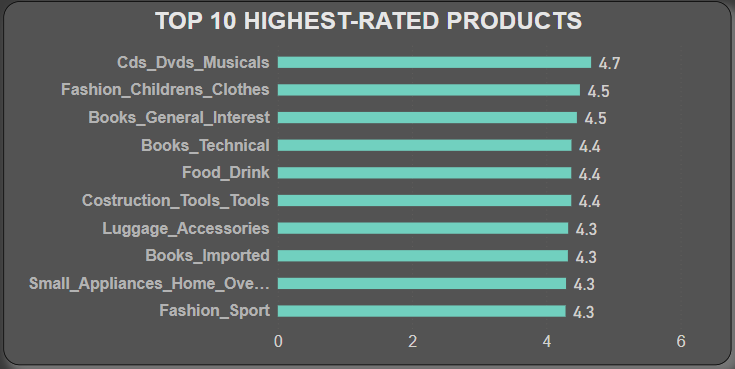 TOP 10 HIGHEST-RATED PRODUCTS
Cds_Dvds_Musicals 4.7
Fashion_Childrens_Clothes 4.5
Books_General_Interest 4.5
Books_Technical 4.4
Food_Drink 4.4
Costruction_Tools_Tools 4.4
Luggage_Accessories 4.3
Books_Imported 4.3
Small_Appliances_Home_Ove... 4.3
Fashion_Sport 4.3
0 2 4 6